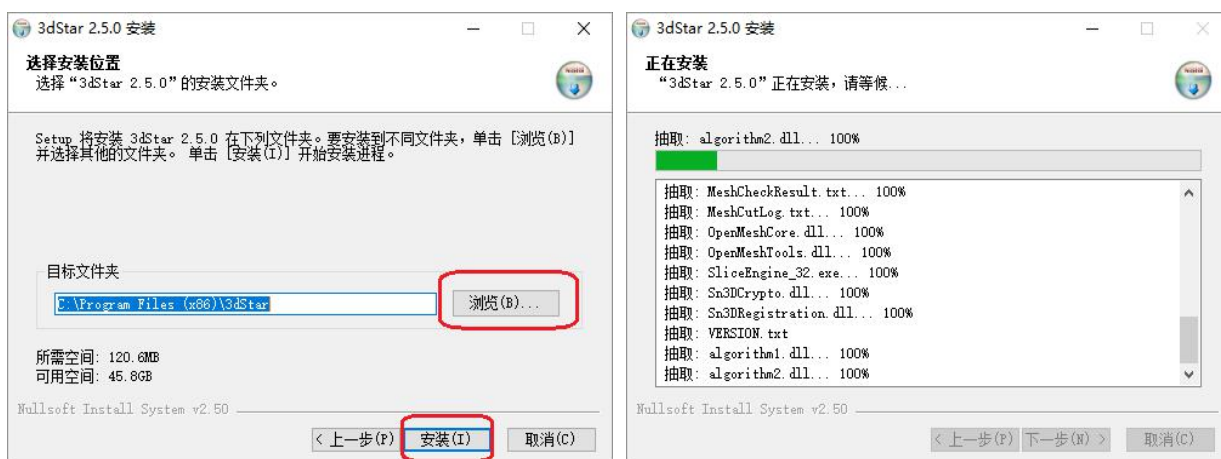 3dStar 2.5.0 安装
选择安装位置
选择“3dStar 2.5.0”的安装文件夹。
Setup 将安装 3dStar 2.5.0 在下列文件夹。要安装到不同文件夹，单击 [浏览(B)]
并选择其他的文件夹。 单击 [安装(I)] 开始安装进程。
目标文件夹
C:\Program Files (x86)\3dStar
浏览(B)...
所需空间: 120.6MB
可用空间: 45.8GB
Nullsoft Install System v2.50
< 上一步(P)
安装(I)
取消(C)
3dStar 2.5.0 安装
正在安装
“3dStar 2.5.0”正在安装，请等候...
抽取: algorithm2.dll... 100%
抽取: MeshCheckResult.txt... 100%
抽取: MeshCutLog.txt... 100%
抽取: OpenMeshCore.dll... 100%
抽取: OpenMeshTools.dll... 100%
抽取: SliceEngine_32.exe... 100%
抽取: Sn3DCrypto.dll... 100%
抽取: Sn3DRegistration.dll... 100%
抽取: VERSION.txt
抽取: algorithm1.dll... 100%
抽取: algorithm2.dll... 100%
Nullsoft Install System v2.50
< 上一步(P)
下一步(N) >
取消(C)